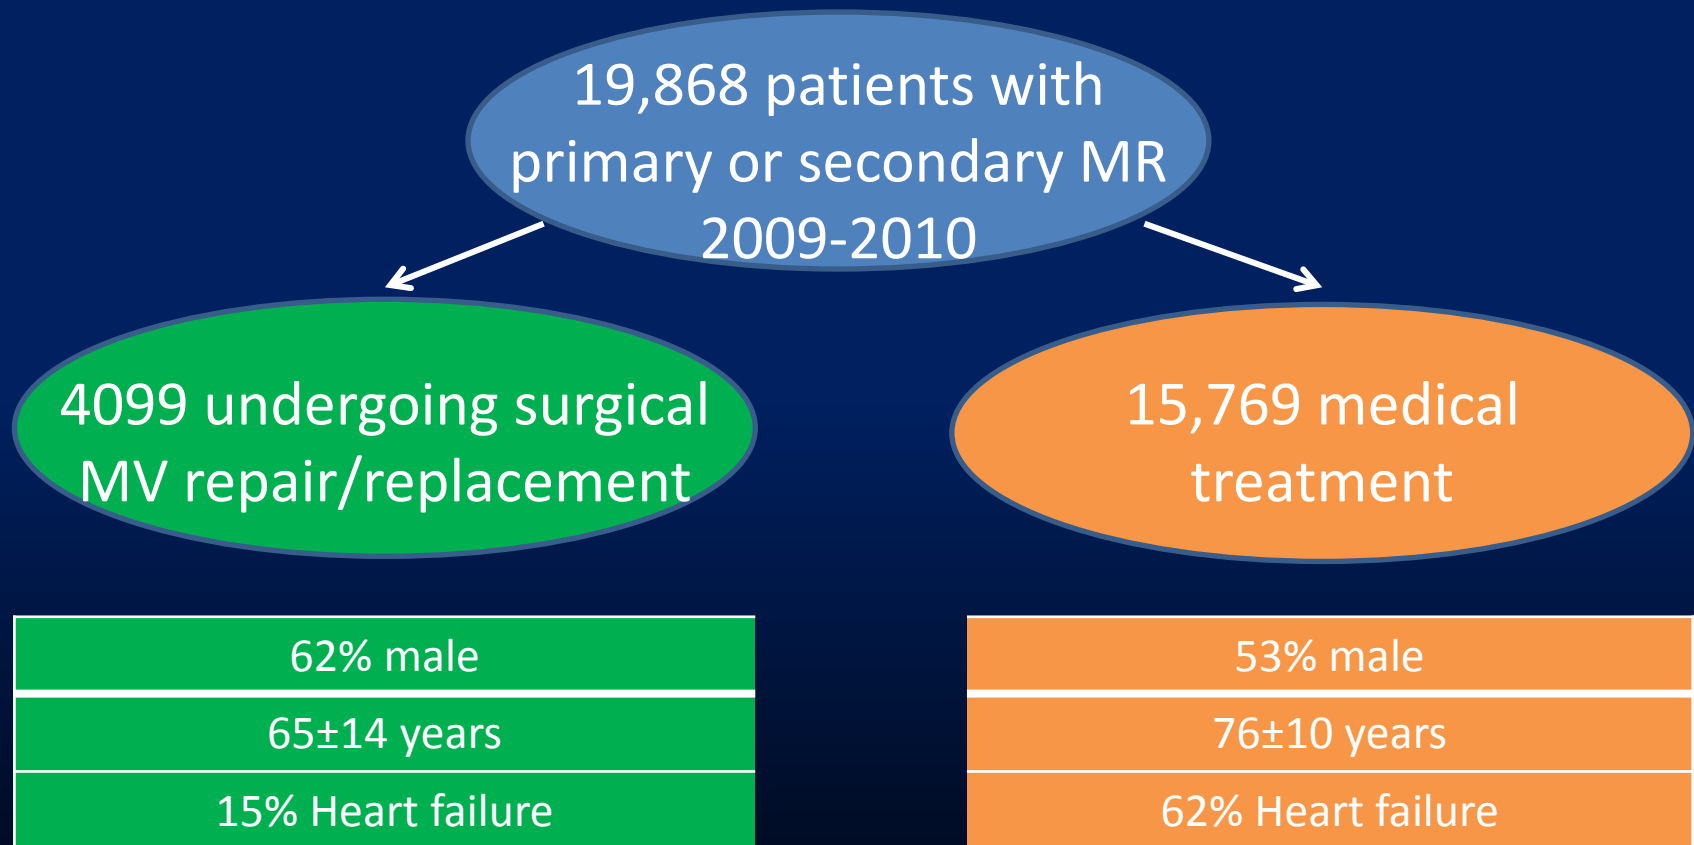 19,868 patients with
primary or secondary MR
2009-2010
4099 undergoing surgical
MV repair/replacement
15,769 medical
treatment
62% male
65±14 years
15% Heart failure
53% male
76±10 years
62% Heart failure